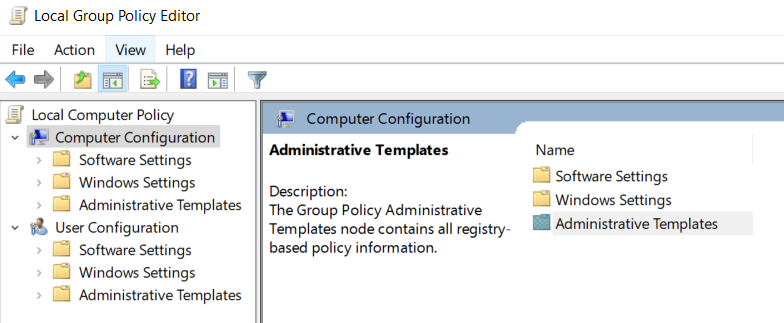 Local Group Policy Editor
File Action View Help
Local Computer Policy
Computer Configuration
Software Settings
Windows Settings
Administrative Templates
User Configuration
Software Settings
Windows Settings
Administrative Templates
Computer Configuration
Administrative Templates
Description:
The Group Policy Administrative
Templates node contains all registry-
based policy information.
Name
Software Settings
Windows Settings
Administrative Templates